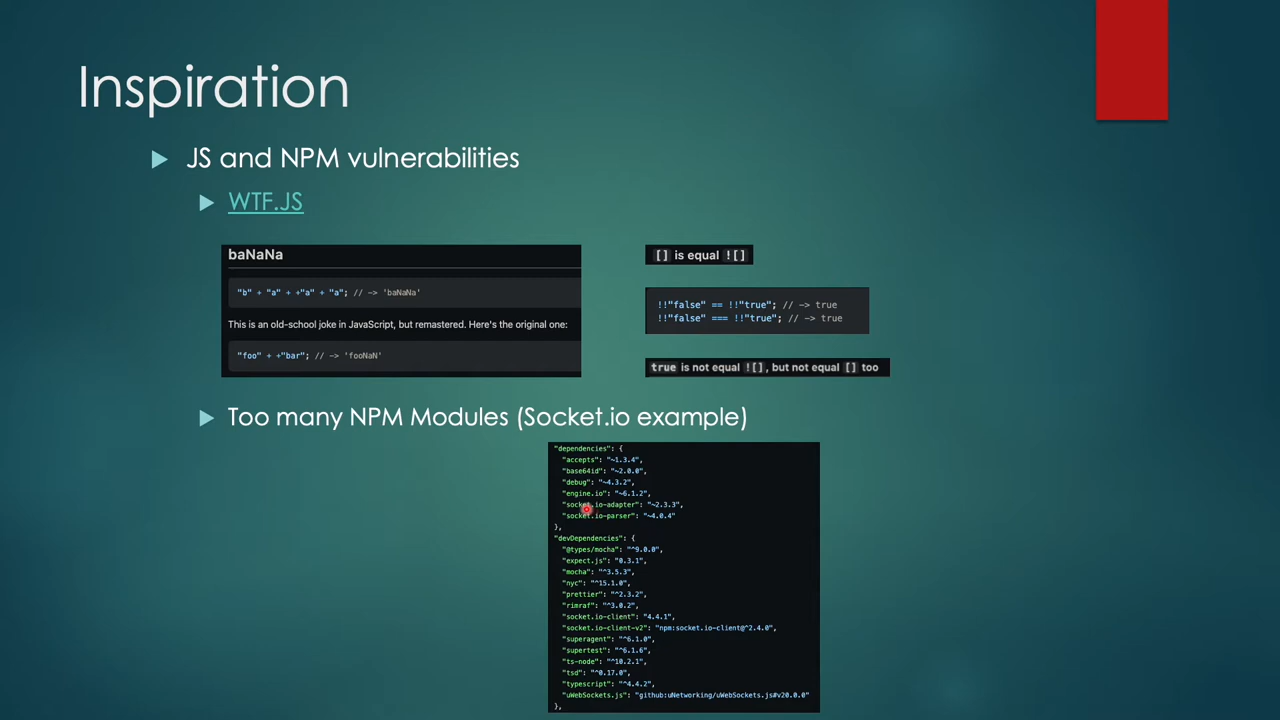 Inspiration
JS and NPM vulnerabilities
WTF.JS
baNaNa
"b" + "a" + +"a" + "a"; // -> 'baNaNa'
This is an old-school joke in JavaScript, but remastered. Here's the original one:
"foo" + +"bar"; // -> 'fooNaN'
[] is equal ![]
!!"false" == !!"true"; // -> true
!!"false" === !!"true"; // -> true
true is not equal ![], but not equal [] too
Too many NPM Modules (Socket.io example)
"dependencies": {
"accepts": "~1.3.4",
"base64id": "~2.0.0",
"debug": "~4.3.2",
"engine.io": "~6.1.2",
"socket.io-adapter": "~2.3.3",
"socket.io-parser": "~4.0.4"
},
"devDependencies": {
"@types/mocha": "^9.0.0",
"expect.js": "0.3.1",
"mocha": "^3.5.3",
"nyc": "^15.1.0",
"prettier": "^2.3.2",
"rimraf": "^3.0.2",
"socket.io-client": "4.4.1",
"socket.io-client-v2": "npm:socket.io-client@^2.4.0",
"superagent": "^6.1.0",
"supertest": "^6.1.6",
"ts-node": "^10.2.1",
"tsd": "^0.17.0",
"typescript": "^4.4.2",
"uWebSockets.js": "github:uNetworking/uWebSockets.js#v20.0.0"
},